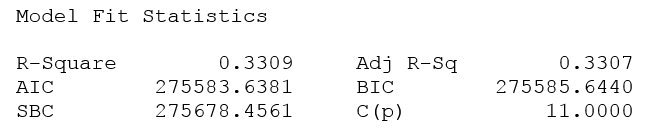 Model Fit Statistics
R-Square 0.3309 Adj R-Sq 0.3307
AIC 275583.6381 BIC 275585.6440
SBC 275678.4561 C(p) 11.0000